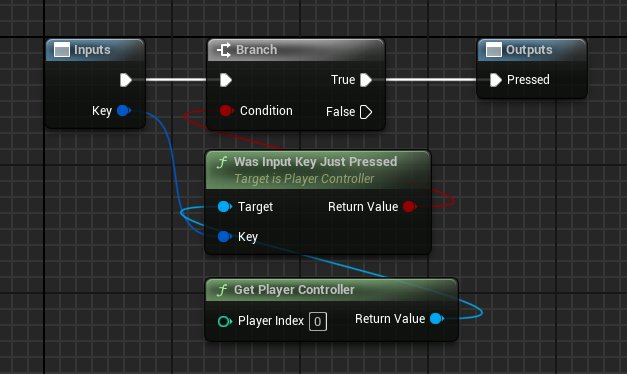 Inputs
Branch
Outputs
True
Pressed
Key
Condition
False
f Was Input Key Just Pressed
Target is Player Controller
Target
Return Value
Key
f Get Player Controller
Player Index 0
Return Value